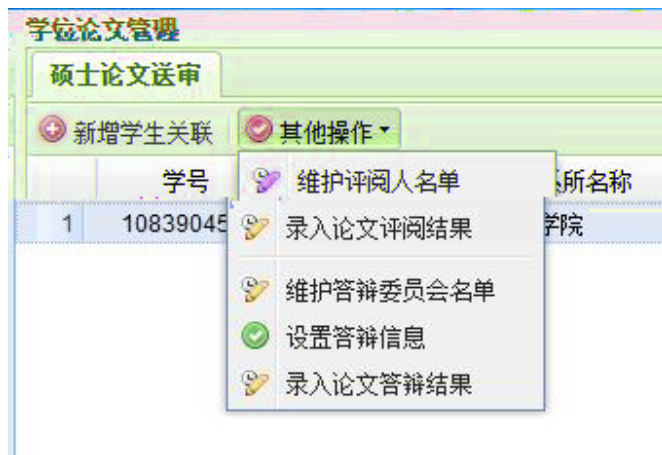 学位论文管理
硕士论文送审
新增学生关联 其他操作
学号 所名称
维护评阅人名单
1 10839045 学院
录入论文评阅结果
维护答辩委员会名单
设置答辩信息
录入论文答辩结果